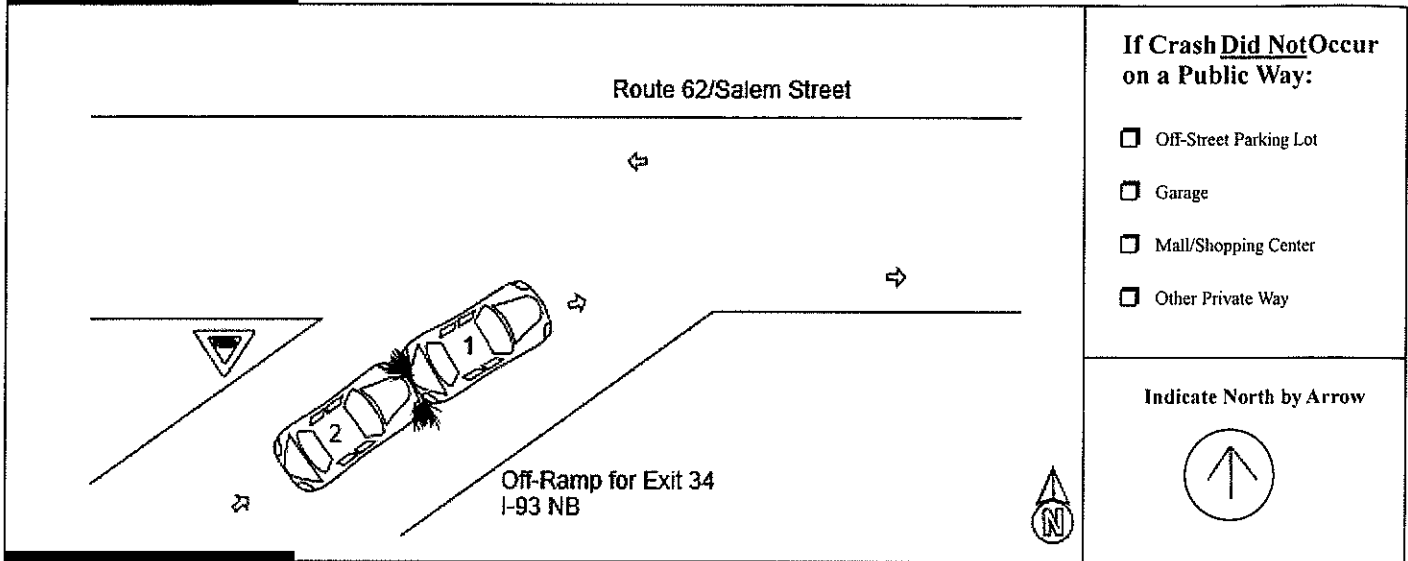 Route 62/Salem Street
1
2
Off-Ramp for Exit 34
I-93 NB
N
If Crash Did Not Occur
on a Public Way:
Off-Street Parking Lot
Garage
Mall/Shopping Center
Other Private Way
Indicate North by Arrow